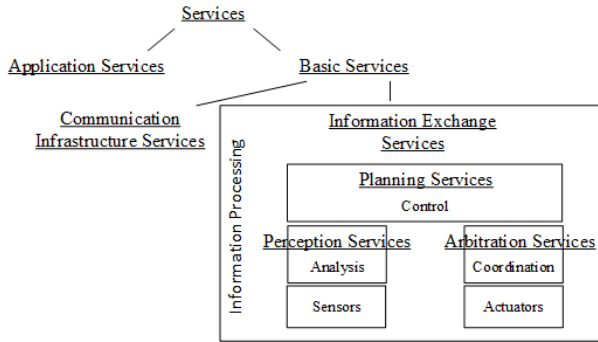 Services
Application Services
Basic Services
Communication
Infrastructure Services
Information Exchange
Services
Information Processing
Planning Services
Control
Perception Services
Arbitration Services
Analysis
Coordination
Sensors
Actuators